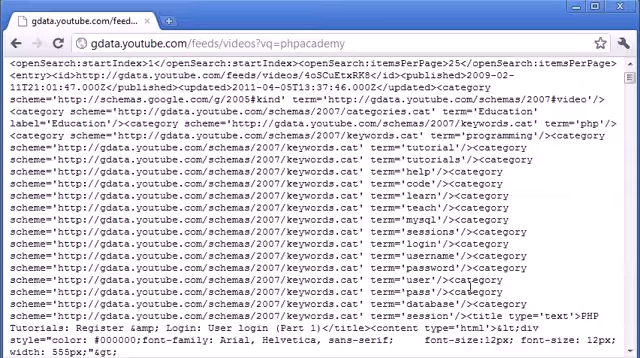 gdata.youtube.com/feed...
gdata.youtube.com/feeds/videos?vq=phpacademy
<openSearch:startIndex>1</openSearch:startIndex><openSearch:itemsPerPage>25</openSearch:itemsPerPage>
<entry><id>http://gdata.youtube.com/feeds/videos/4oSCuEtxRK8</id><published>2009-02-
11T21:01:47.000Z</published><updated>2011-04-05T13:37:46.000Z</updated><category
scheme='http://schemas.google.com/g/2005#kind' term='http://gdata.youtube.com/schemas/2007#video'/>
<category scheme='http://gdata.youtube.com/schemas/2007/categories.cat' term='Education'
label='Education'/><category scheme='http://gdata.youtube.com/schemas/2007/keywords.cat' term='php'/>
<category scheme='http://gdata.youtube.com/schemas/2007/keywords.cat' term='programming'/><category
scheme='http://gdata.youtube.com/schemas/2007/keywords.cat' term='tutorial'/><category
scheme='http://gdata.youtube.com/schemas/2007/keywords.cat' term='tutorials'/><category
scheme='http://gdata.youtube.com/schemas/2007/keywords.cat' term='help'/><category
scheme='http://gdata.youtube.com/schemas/2007/keywords.cat' term='code'/><category
scheme='http://gdata.youtube.com/schemas/2007/keywords.cat' term='learn'/><category
scheme='http://gdata.youtube.com/schemas/2007/keywords.cat' term='teach'/><category
scheme='http://gdata.youtube.com/schemas/2007/keywords.cat' term='mysql'/><category
scheme='http://gdata.youtube.com/schemas/2007/keywords.cat' term='sessions'/><category
scheme='http://gdata.youtube.com/schemas/2007/keywords.cat' term='login'/><category
scheme='http://gdata.youtube.com/schemas/2007/keywords.cat' term='username'/><category
scheme='http://gdata.youtube.com/schemas/2007/keywords.cat' term='password'/><category
scheme='http://gdata.youtube.com/schemas/2007/keywords.cat' term='user'/><category
scheme='http://gdata.youtube.com/schemas/2007/keywords.cat' term='pass'/><category
scheme='http://gdata.youtube.com/schemas/2007/keywords.cat' term='database'/><category
scheme='http://gdata.youtube.com/schemas/2007/keywords.cat' term='session'/><title type='text'>PHP
Tutorials: Register &amp; Login: User login (Part 1)</title><content type='html'>&lt;div
style="color: #000000;font-family: Arial, Helvetica, sans-serif; font-size:12px; font-size: 12px;
width: 555px;"&gt;